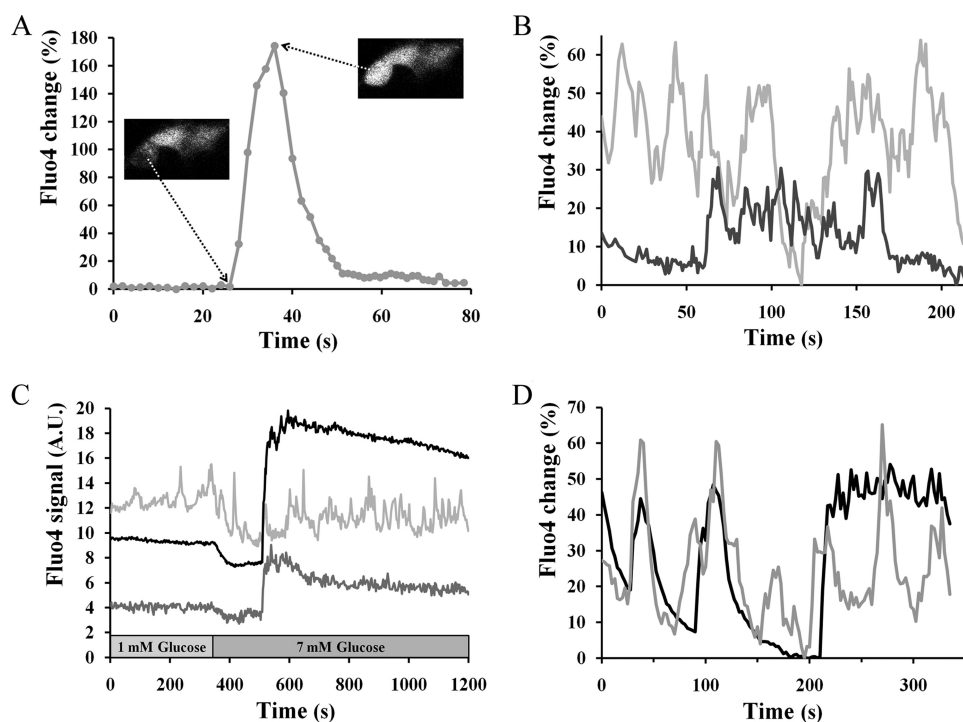 A
Fluo4 change (%)
180
160
140
120
100
80
60
40
20
0
0 20 40 60 80
Time (s)
B
Fluo4 change (%)
60
50
40
30
20
10
0
0 50 100 150 200
Time (s)
C
Fluo4 signal (A.U.)
20
18
16
14
12
10
8
6
4
2
0
1 mM Glucose 7 mM Glucose
0 200 400 600 800 1000 1200
Time (s)
D
Fluo4 change (%)
70
60
50
40
30
20
10
0
0 100 200 300
Time (s)